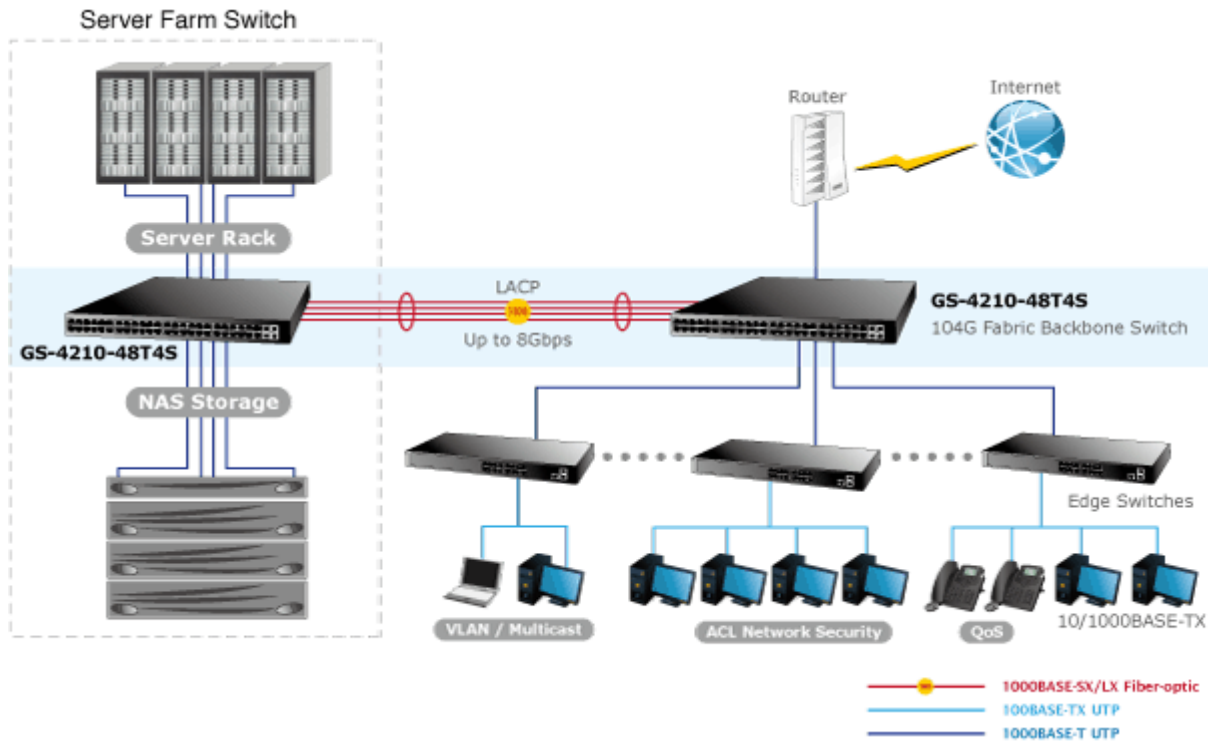 Server Farm Switch
Server Rack
GS-4210-48T4S
NAS Storage
LACP
Up to 8Gbps
Router
Internet
GS-4210-48T4S
104G Fabric Backbone Switch
Edge Switches
VLAN / Multicast
ACL Network Security
QoS
10/1000BASE-TX
1000BASE-SX/LX Fiber-optic
100BASE-TX UTP
1000BASE-T UTP